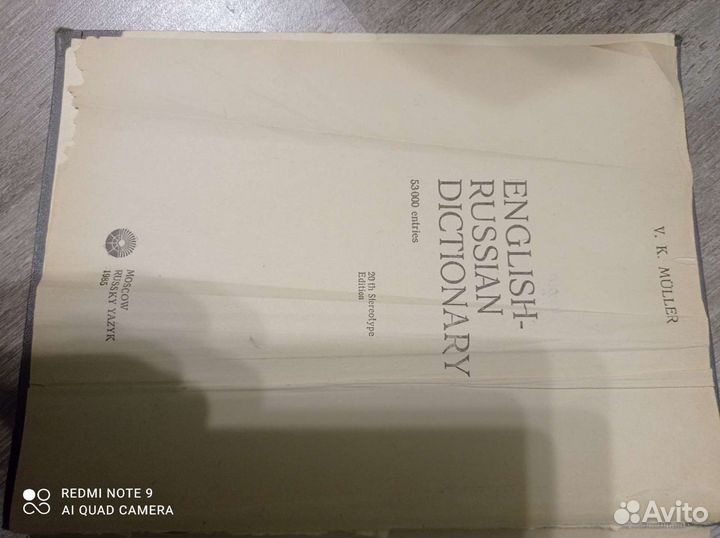 V. K. MÜLLER
ENGLISH-
RUSSIAN
DICTIONARY
53 000 entries
20 th Stereotype
Edition
MOSCOW
RUSSKY YAZYK
1985
REDMI NOTE 9
AI QUAD CAMERA
Avito